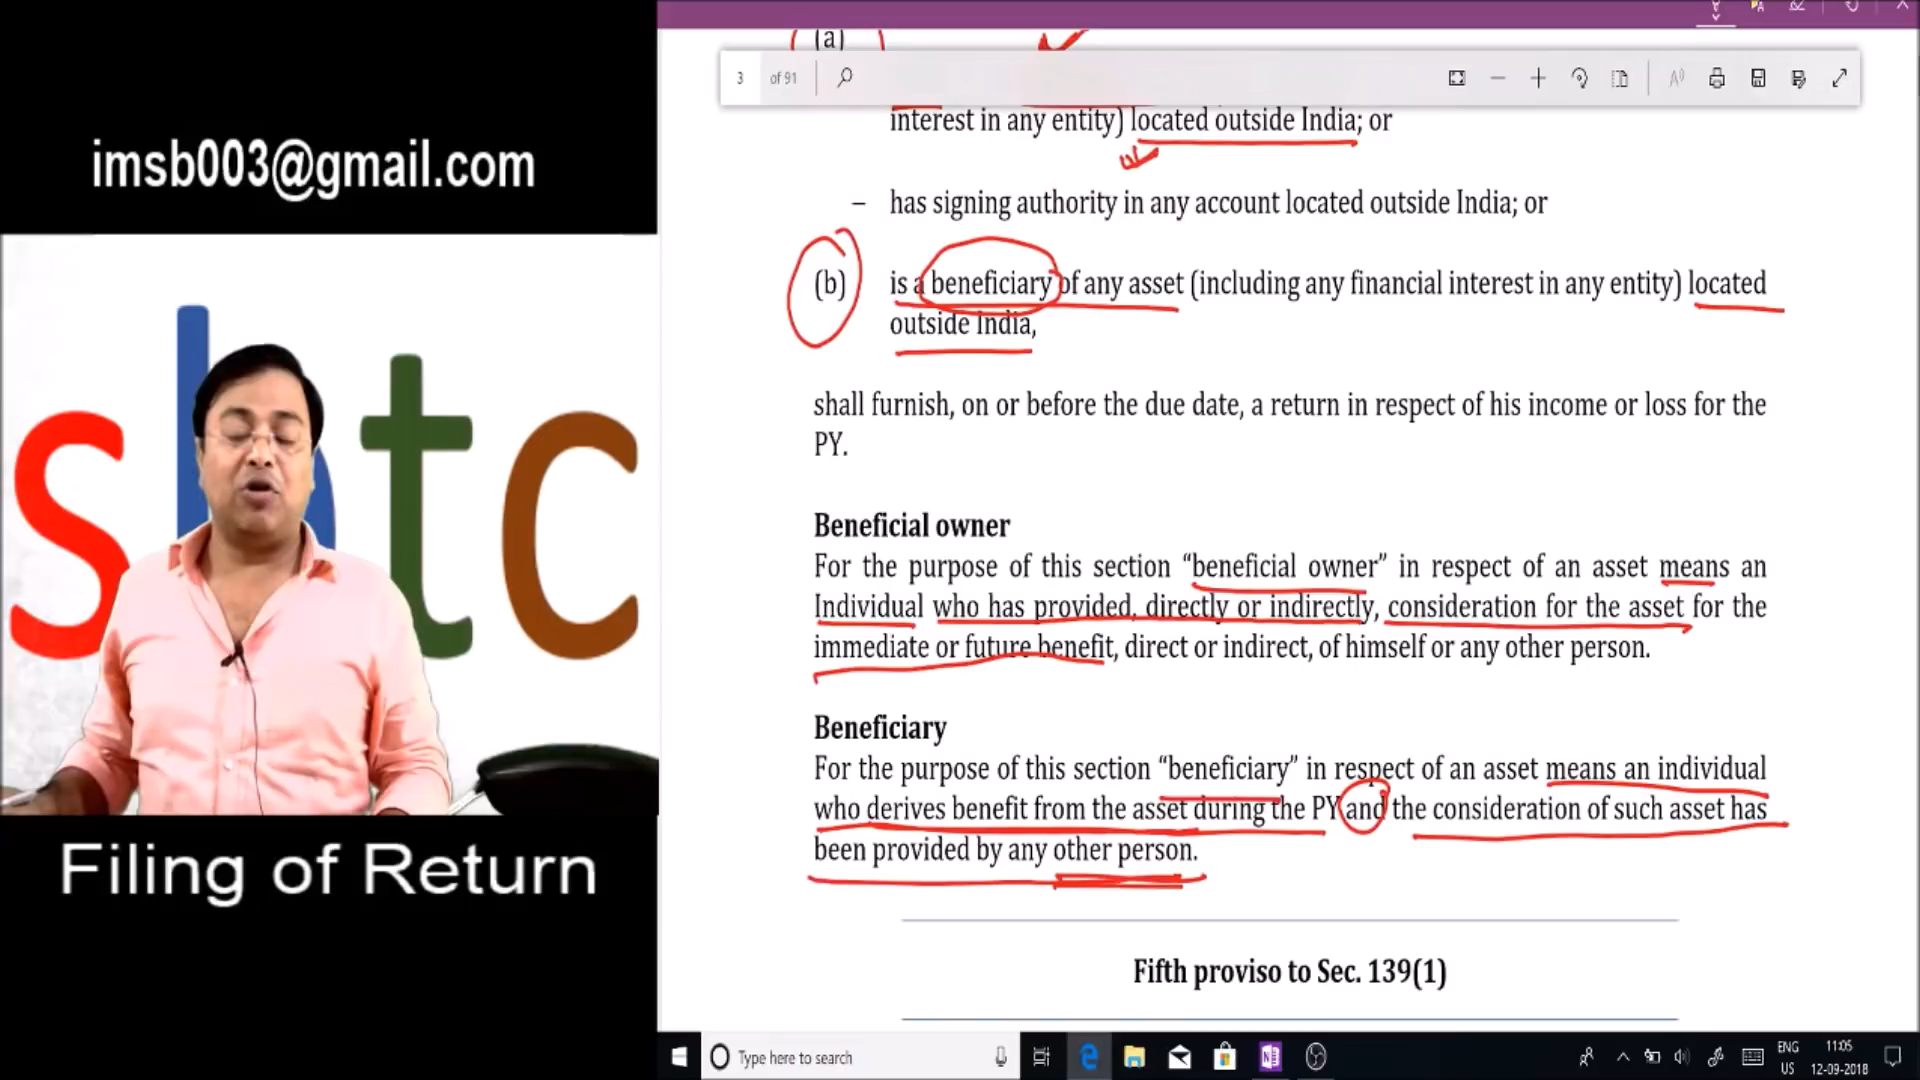 imsb003@gmail.com
sbtc
Filing of Return
(a)
3 of 91
interest in any entity) located outside India; or
– has signing authority in any account located outside India; or
(b) is a beneficiary of any asset (including any financial interest in any entity) located
outside India,
shall furnish, on or before the due date, a return in respect of his income or loss for the
PY.
Beneficial owner
For the purpose of this section “beneficial owner” in respect of an asset means an
Individual who has provided, directly or indirectly, consideration for the asset for the
immediate or future benefit, direct or indirect, of himself or any other person.
Beneficiary
For the purpose of this section “beneficiary” in respect of an asset means an individual
who derives benefit from the asset during the PY and the consideration of such asset has
been provided by any other person.
Fifth proviso to Sec. 139(1)
Type here to search
ENG
US
11:05
12-09-2018